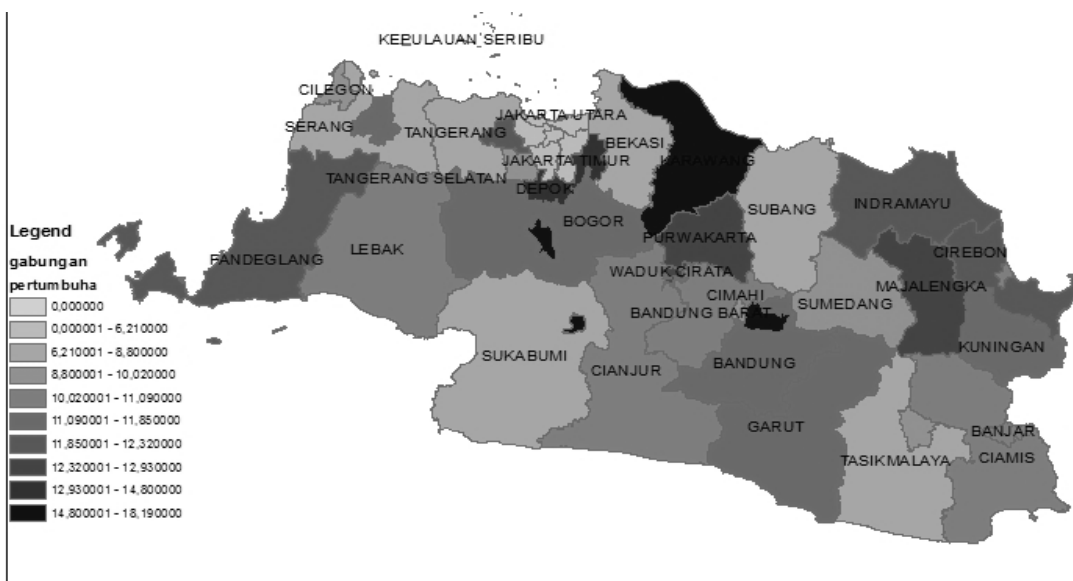 KEPULAUAN SERIBU
CILEGON
JAKARTA UTARA
SERANG
TANGERANG
BEKASI
JAKARTA TIMUR
KARAWANG
TANGERANG SELATAN
DEPOK
SUBANG
INDRAMAYU
BOGOR
PURWAKARTA
CIREBON
LEBAK
FANDEGLANG
WADUK CIRATA
CIMAHI
MAJALENGKA
SUMEDANG
BANDUNG BARAT
KUNINGAN
SUKABUMI
CIANJUR
BANDUNG
GARUT
BANJAR
TASIKMALAYA
CIAMIS
Legend
gabungan
pertumbuha
0,000000
0,000001 - 6,210000
6,210001 - 8,800000
8,800001 - 10,020000
10,020001 - 11,090000
11,090001 - 11,850000
11,850001 - 12,320000
12,320001 - 12,930000
12,930001 - 14,800000
14,800001 - 18,190000